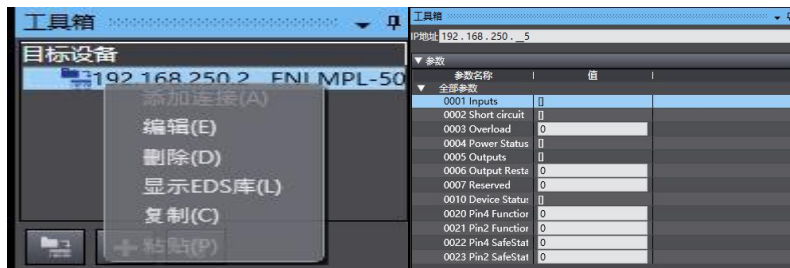 工具箱
目标设备
192.168.250.2 ENI MPL-50
添加连接(A)
编辑(E)
删除(D)
显示EDS库(L)
复制(C)
粘贴(P)
工具箱
IP地址 192 . 168 . 250 . __5
▼ 参数
参数名称 值
▼ 全部参数
0001 Inputs []
0002 Short circuit []
0003 Overload 0
0004 Power Status []
0005 Outputs []
0006 Output Resta 0
0007 Reserved 0
0010 Device Status []
0020 Pin4 Function 0
0021 Pin2 Function 0
0022 Pin4 SafeStat 0
0023 Pin2 SafeStat 0